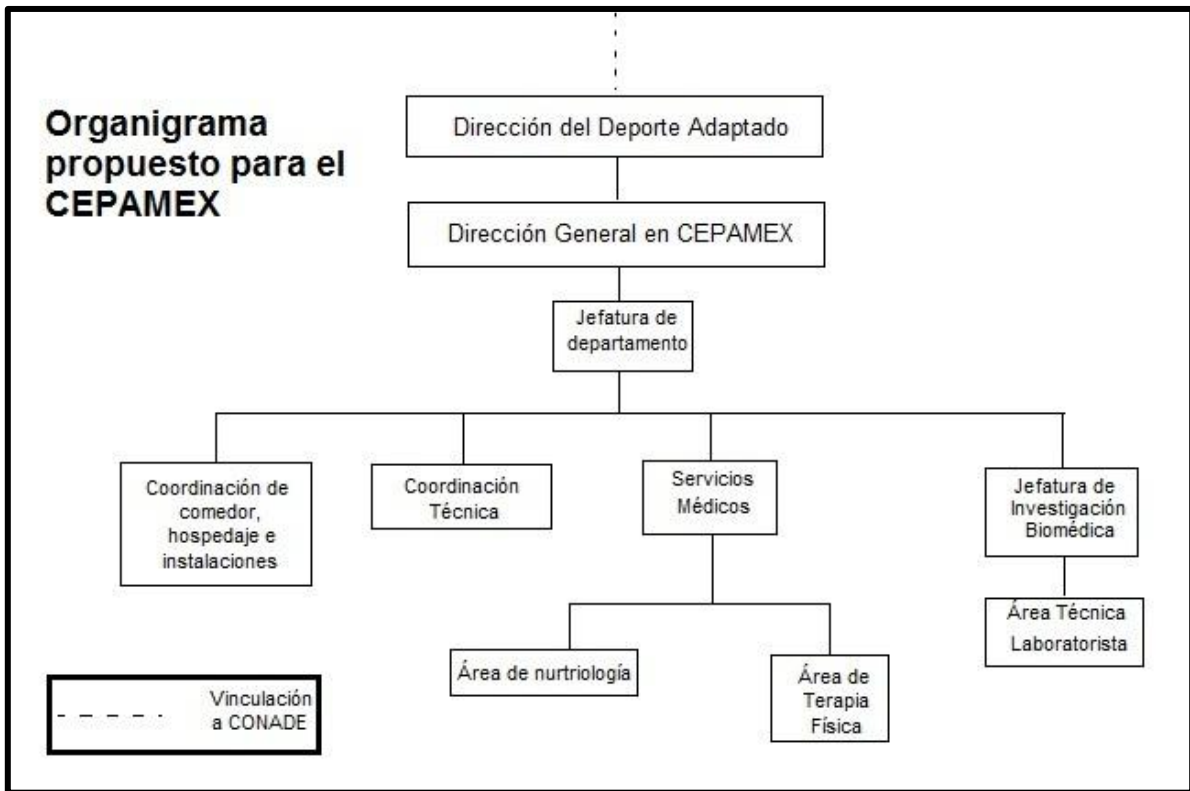 Organigrama
propuesto para el
CEPAMEX
Dirección del Deporte Adaptado
Dirección General en CEPAMEX
Jefatura de
departamento
Coordinación de
comedor,
hospedaje e
instalaciones
Coordinación
Técnica
Servicios
Médicos
Jefatura de
Investigación
Biomédica
Área de nurtriología
Área de
Terapia
Física
Área Técnica
Laboratorista
Vinculación
a CONADE